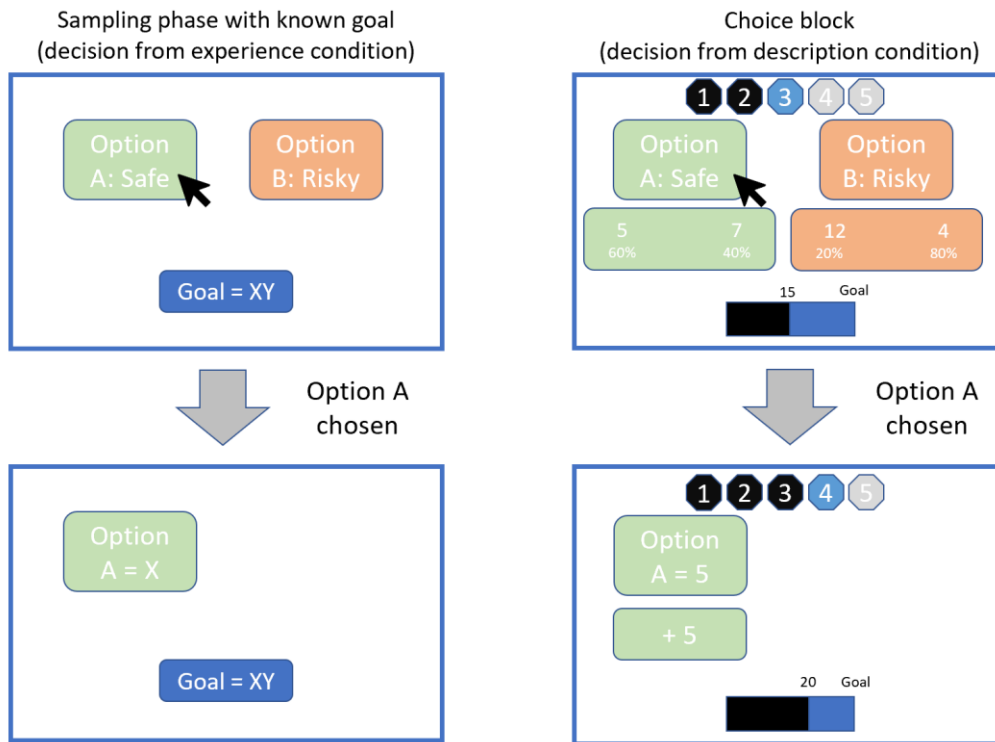 Sampling phase with known goal
(decision from experience condition)
Option
A: Safe
Option
B: Risky
Goal = XY
Option A
chosen
Option
A = X
Goal = XY
Choice block
(decision from description condition)
1 2 3 4 5
Option
A: Safe
Option
B: Risky
5 7
60% 40%
12 4
20% 80%
15 Goal
Option A
chosen
1 2 3 4 5
Option
A = 5
+ 5
20 Goal